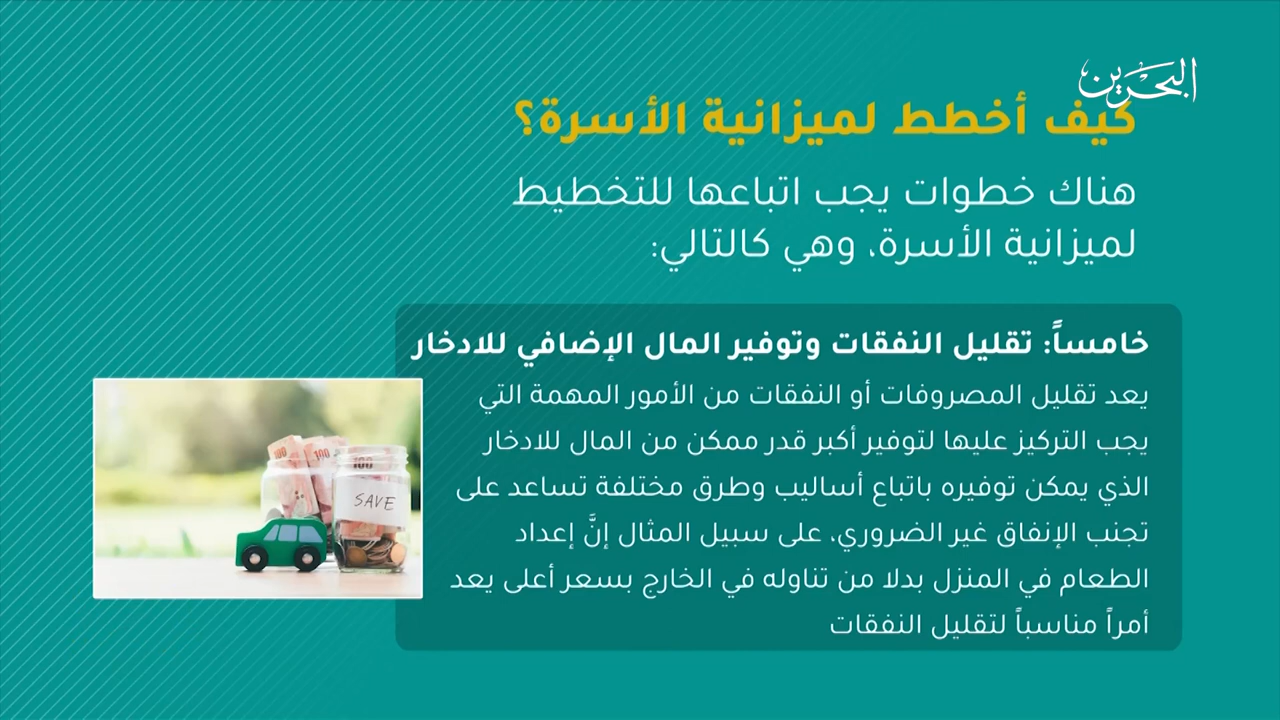 البحرين
كيف أخطط لميزانية الأسرة؟
هناك خطوات يجب اتباعها للتخطيط
لميزانية الأسرة، وهي كالتالي:
خامساً: تقليل النفقات وتوفير المال الإضافي للادخار
يعد تقليل المصروفات أو النفقات من الأمور المهمة التي
يجب التركيز عليها لتوفير أكبر قدر ممكن من المال للادخار
الذي يمكن توفيره باتباع أساليب وطرق مختلفة تساعد على
تجنب الإنفاق غير الضروري، على سبيل المثال إنَّ إعداد
الطعام في المنزل بدلا من تناوله في الخارج بسعر أعلى يعد
أمراً مناسباً لتقليل النفقات
100
100
100
SAVE